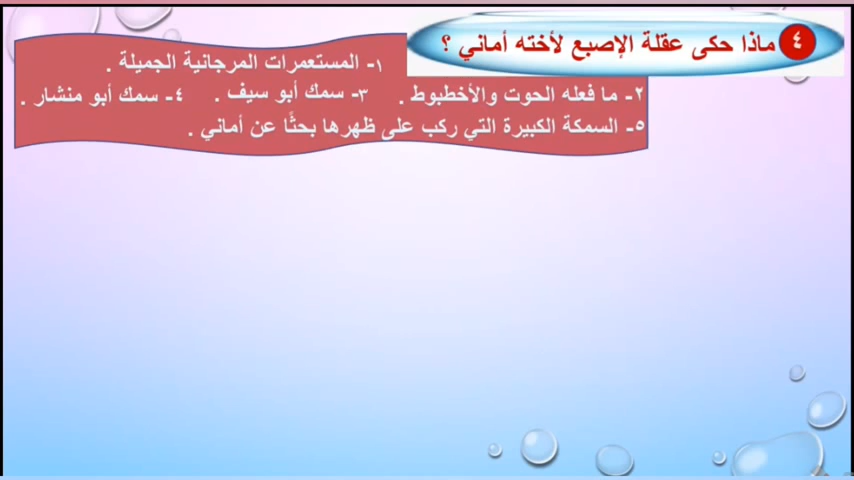 ٤ ماذا حكى عقلة الإصبع لأخته أماني ؟
١- المستعمرات المرجانية الجميلة .
٢- ما فعله الحوت والأخطبوط . ٣- سمك أبو سيف . ٤- سمك أبو منشار .
٥- السمكة الكبيرة التي ركب على ظهرها بحثًا عن أماني .